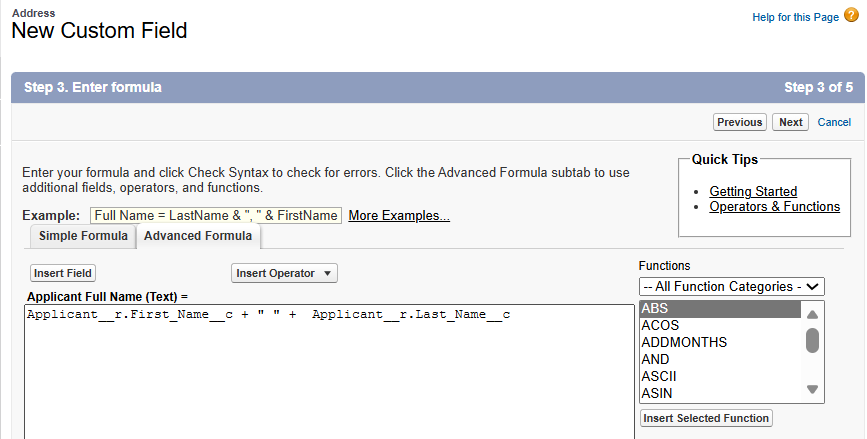 Address
New Custom Field
Help for this Page ?
Step 3. Enter formula
Step 3 of 5
Previous Next Cancel
Enter your formula and click Check Syntax to check for errors. Click the Advanced Formula subtab to use
additional fields, operators, and functions.
Quick Tips
Getting Started
Operators & Functions
Example: Full Name = LastName & ", " & FirstName More Examples...
Simple Formula Advanced Formula
Insert Field Insert Operator
Functions
-- All Function Categories -
Applicant Full Name (Text) =
Applicant__r.First_Name__c + " " +  Applicant__r.Last_Name__c
ABS
ACOS
ADDMONTHS
AND
ASCII
ASIN
Insert Selected Function